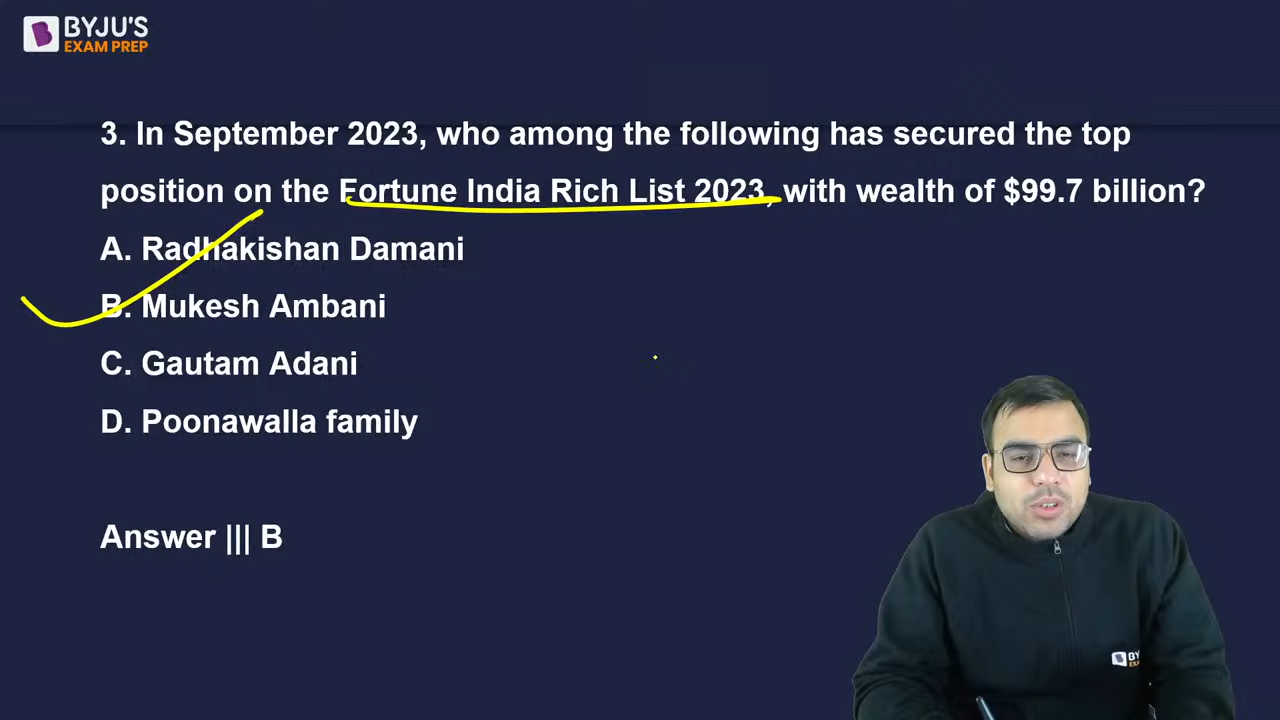 BYJU'S
EXAM PREP
3. In September 2023, who among the following has secured the top
position on the Fortune India Rich List 2023, with wealth of $99.7 billion?
A. Radhakishan Damani
B. Mukesh Ambani
C. Gautam Adani
D. Poonawalla family
Answer ||| B